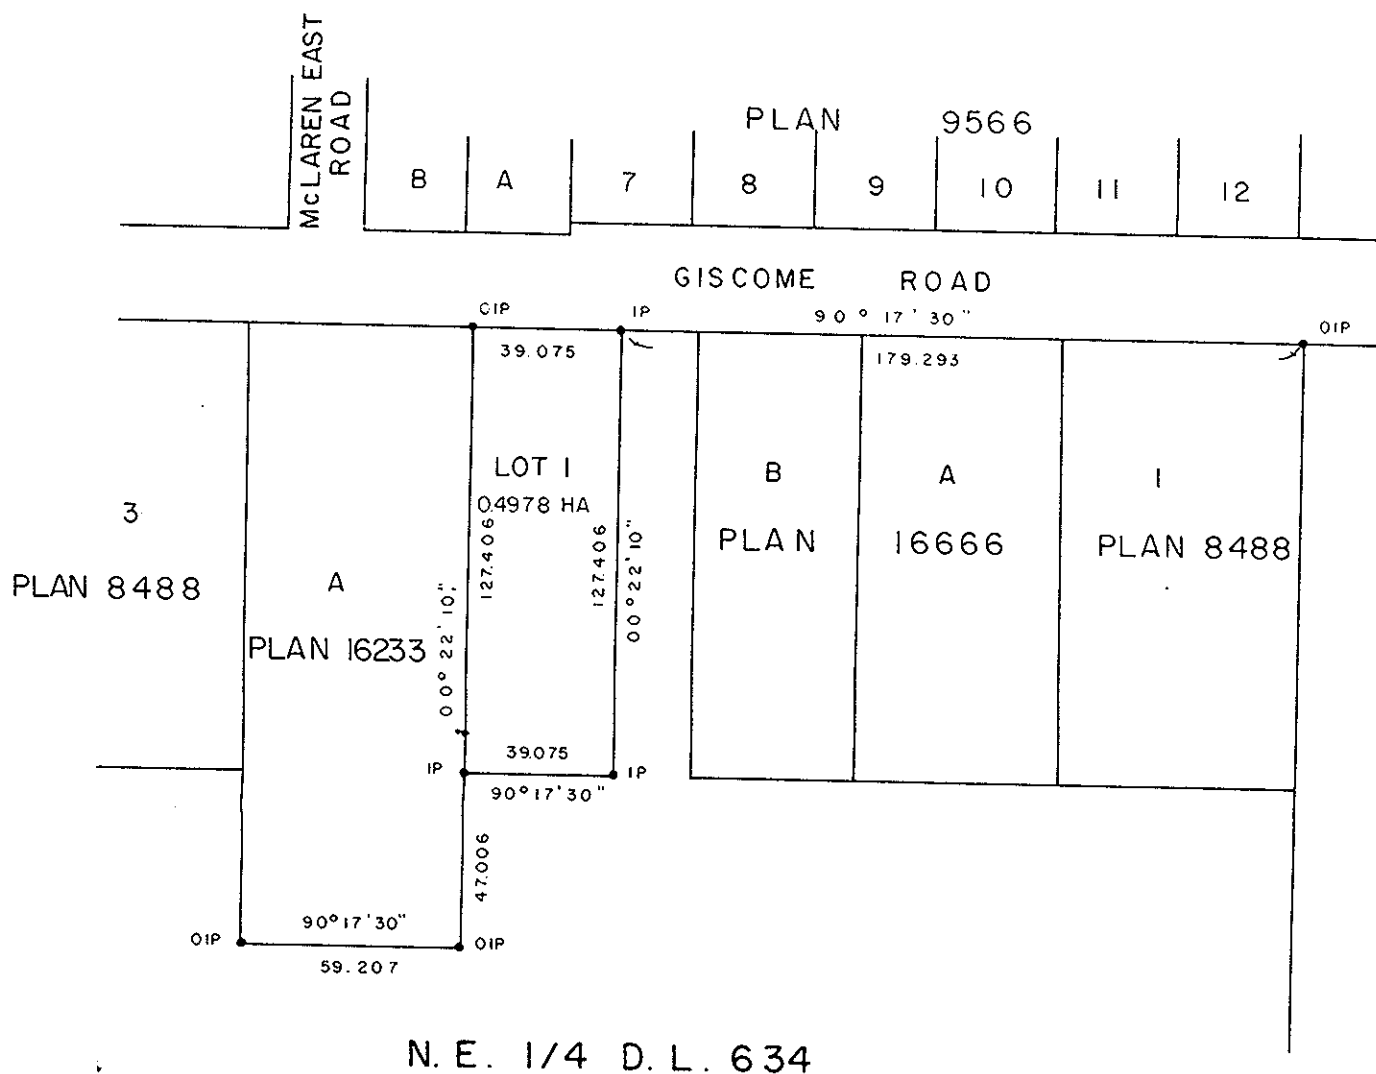 McLAREN EAST
ROAD
PLAN 9566
B A 7 8 9 10 11 12
GISCOME ROAD
OIP IP 90° 17' 30" OIP
39.075 179.293
LOT 1
0.4978 HA
127.406
127.406
00° 22' 10"
00° 22' 10"
3
PLAN 8488
A
PLAN 16233
B A 1
PLAN 16666 PLAN 8488
39.075
IP IP
90° 17' 30"
47.006
90° 17' 30"
OIP OIP
59.207
N.E. 1/4 D.L. 634